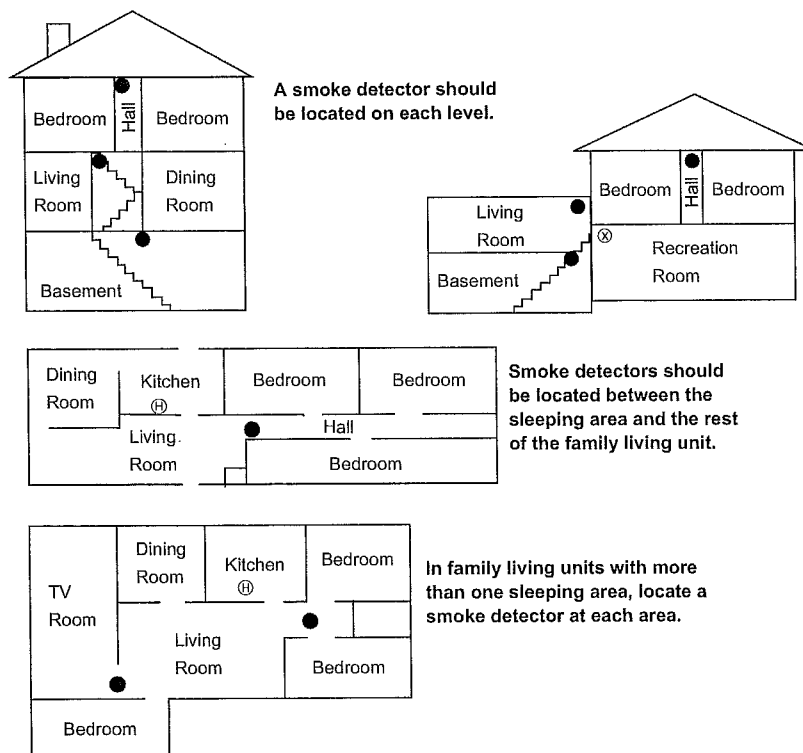 A smoke detector should
be located on each level.
Bedroom
Hall
Bedroom
Living
Room
Dining
Room
Basement
Bedroom
Hall
Bedroom
Living
Room
X
Recreation
Room
Basement
Dining
Room
Kitchen
H
Bedroom
Bedroom
Living
Room
Hall
Bedroom
Smoke detectors should
be located between the
sleeping area and the rest
of the family living unit.
TV
Room
Dining
Room
Kitchen
H
Bedroom
Living
Room
Bedroom
Bedroom
In family living units with more
than one sleeping area, locate a
smoke detector at each area.